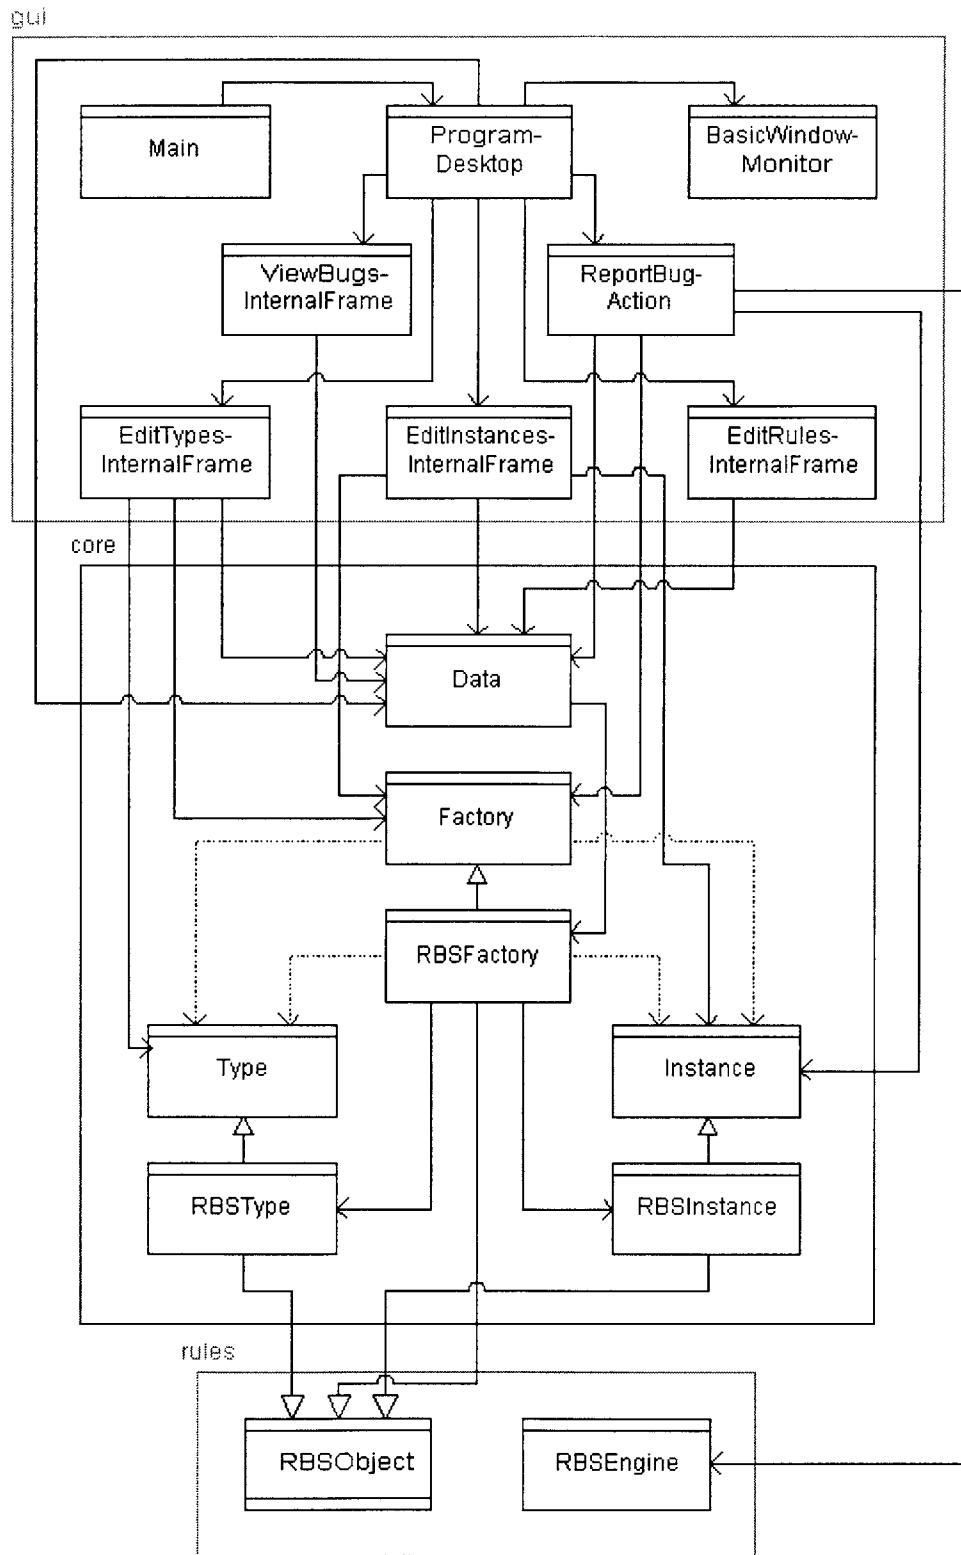 gui
Main
Program-
Desktop
BasicWindow-
Monitor
ViewBugs-
InternalFrame
ReportBug-
Action
EditTypes-
InternalFrame
EditInstances-
InternalFrame
EditRules-
InternalFrame
core
Data
Factory
RBSFactory
Type
Instance
RBSType
RBSInstance
rules
RBSObject
RBSEngine